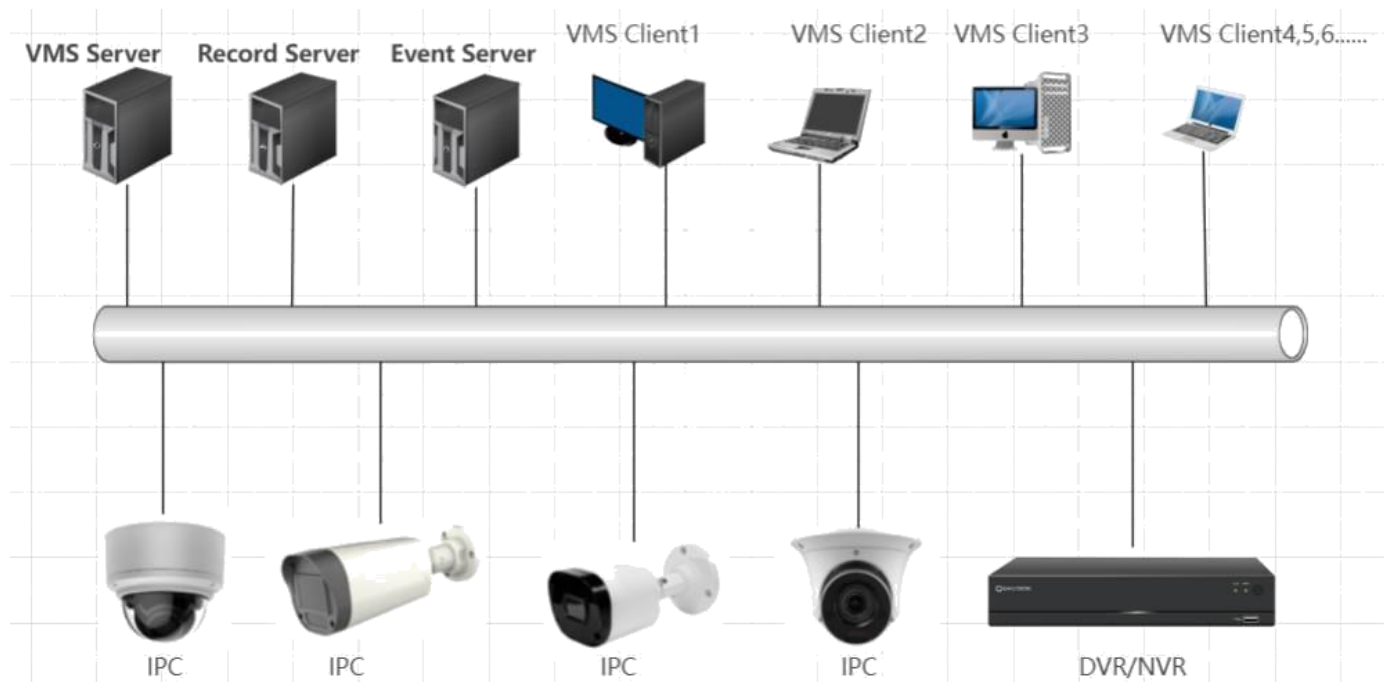 VMS Server
Record Server
Event Server
VMS Client1
VMS Client2
VMS Client3
VMS Client4,5,6......
IPC
IPC
IPC
IPC
DVR/NVR